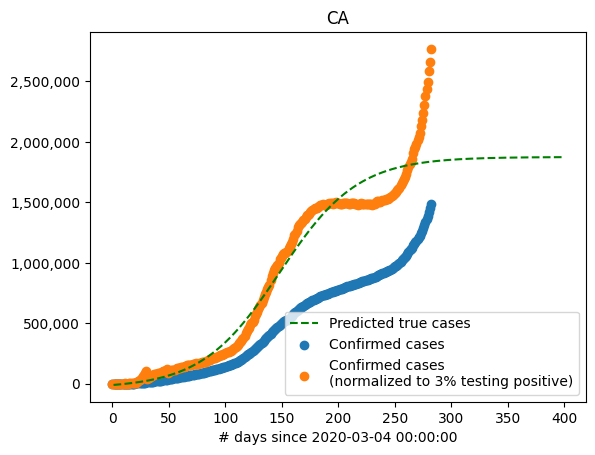 CA
2,500,000
2,000,000
1,500,000
1,000,000
500,000
0
Predicted true cases
Confirmed cases
Confirmed cases
(normalized to 3% testing positive)
0 50 100 150 200 250 300 350 400
# days since 2020-03-04 00:00:00